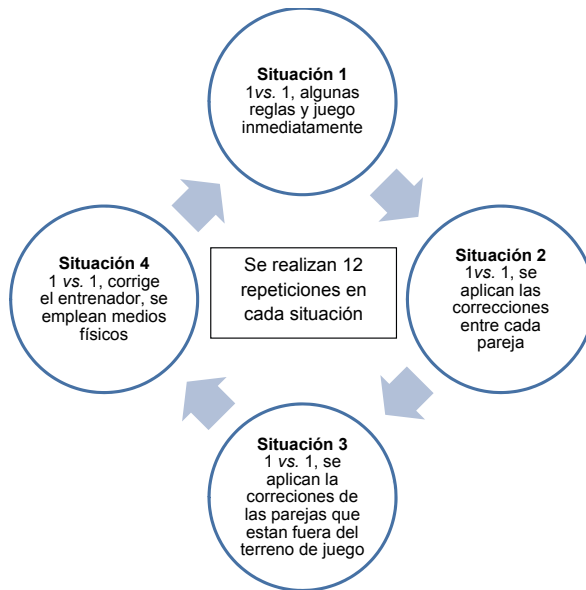 Situación 1
1vs. 1, algunas
reglas y juego
inmediatamente
Situación 2
1vs. 1, se
aplican las
correcciones
entre cada
pareja
Situación 3
1 vs. 1, se
aplican la
correciones de
las parejas que
estan fuera del
terreno de juego
Situación 4
1 vs. 1, corrige
el entrenador, se
emplean medios
físicos
Se realizan 12
repeticiones en
cada situación